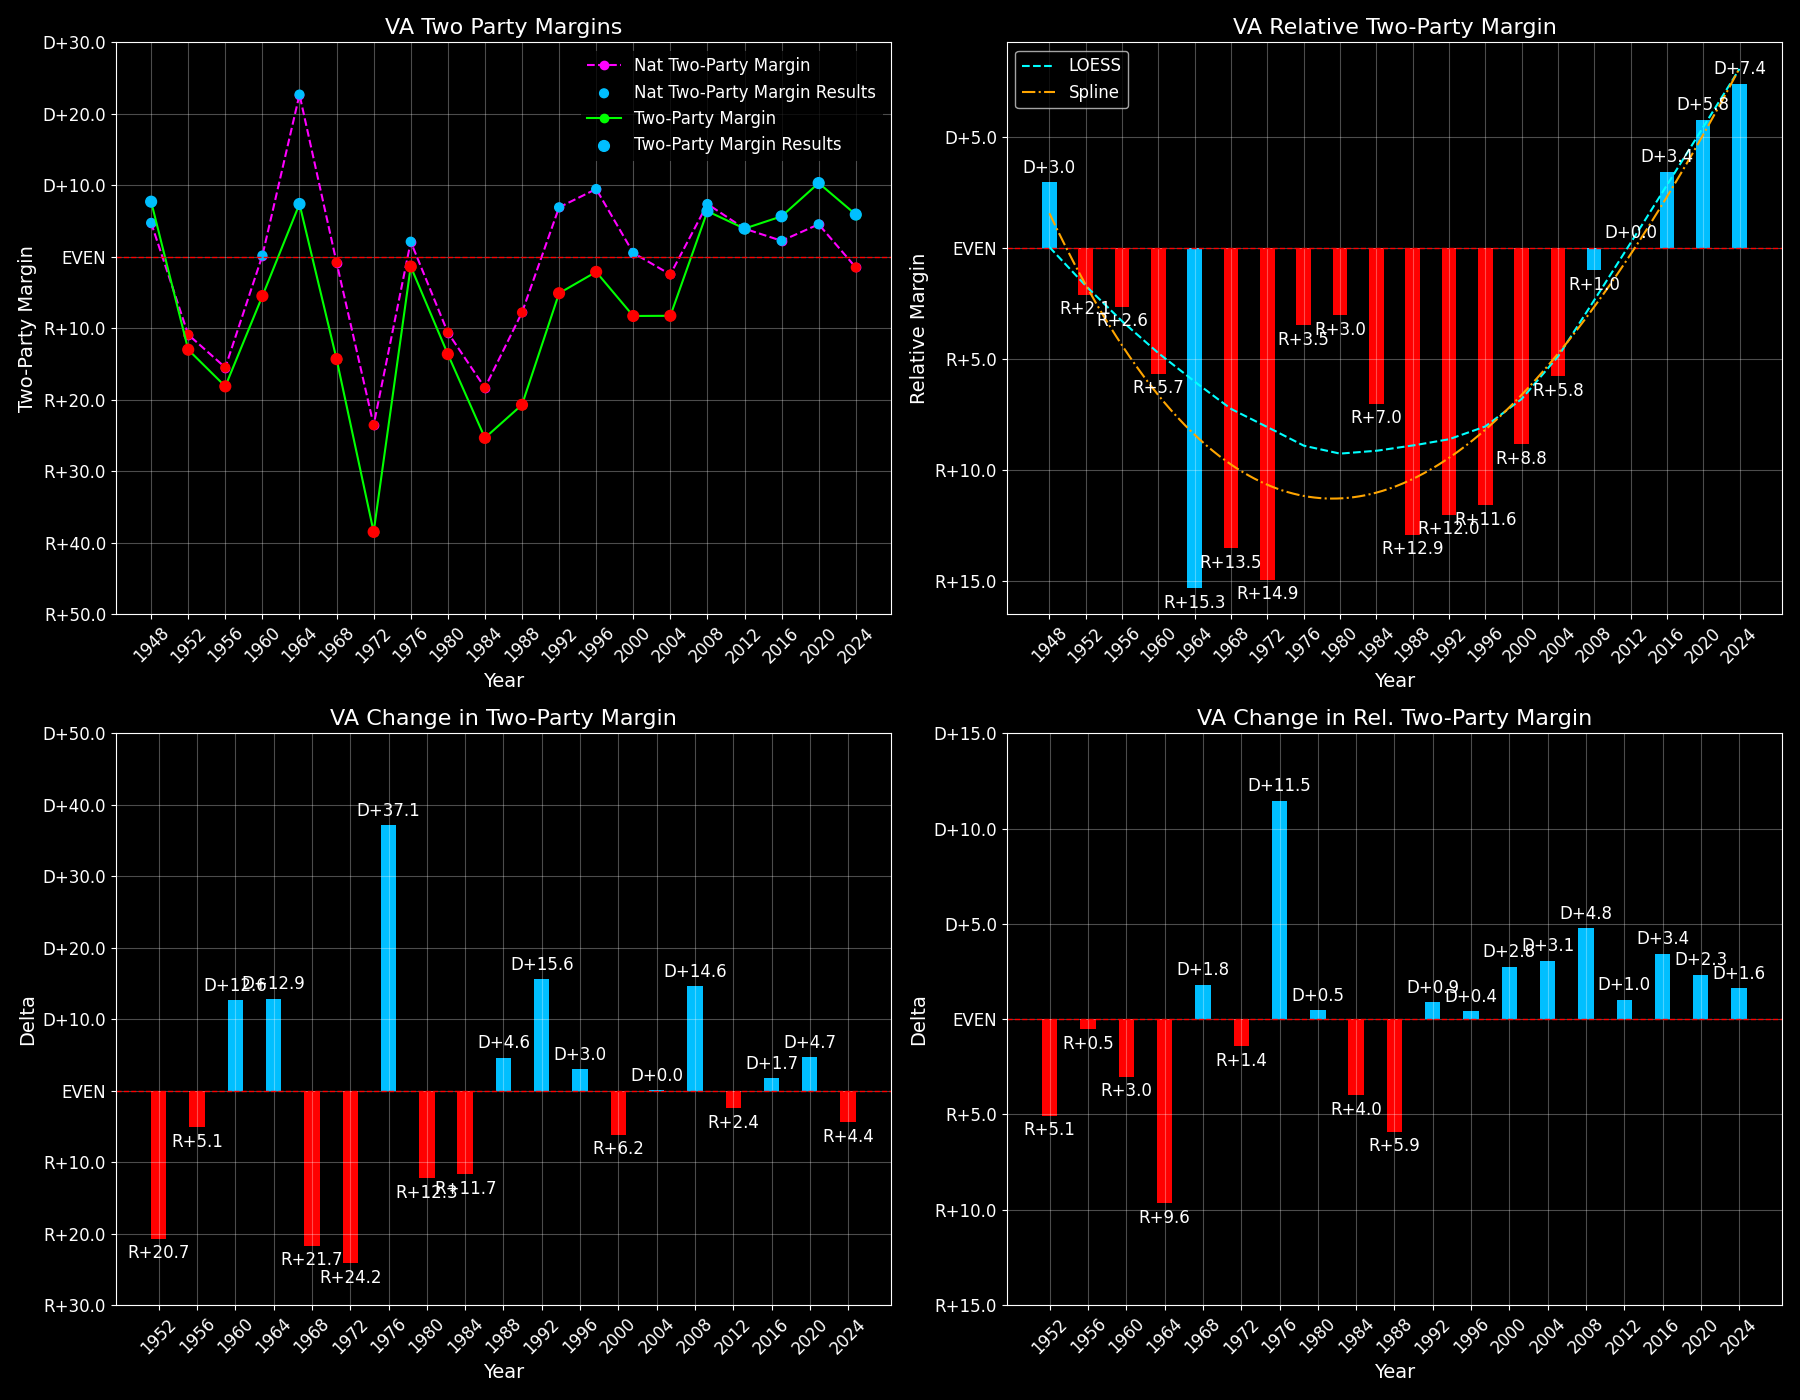 VA Two Party Margins
D+30.0
D+20.0
D+10.0
EVEN
R+10.0
R+20.0
R+30.0
R+40.0
R+50.0
Two-Party Margin
Nat Two-Party Margin
Nat Two-Party Margin Results
Two-Party Margin
Two-Party Margin Results
1948 1952 1956 1960 1964 1968 1972 1976 1980 1984 1988 1992 1996 2000 2004 2008 2012 2016 2020 2024
Year
VA Relative Two-Party Margin
LOESS
Spline
D+5.0
EVEN
R+5.0
R+10.0
R+15.0
Relative Margin
D+3.0
R+2.1
R+2.6
R+5.7
R+15.3
R+13.5
R+14.9
R+3.5
R+3.0
R+7.0
R+12.9
R+12.0
R+11.6
R+8.8
R+5.8
R+1.0
D+0.0
D+3.4
D+5.8
D+7.4
1948 1952 1956 1960 1964 1968 1972 1976 1980 1984 1988 1992 1996 2000 2004 2008 2012 2016 2020 2024
Year
VA Change in Two-Party Margin
D+50.0
D+40.0
D+30.0
D+20.0
D+10.0
EVEN
R+10.0
R+20.0
R+30.0
Delta
R+20.7
R+5.1
D+12.6
D+12.9
R+21.7
R+24.2
D+37.1
R+12.3
R+11.7
D+4.6
D+15.6
D+3.0
R+6.2
D+0.0
D+14.6
R+2.4
D+1.7
D+4.7
R+4.4
1952 1956 1960 1964 1968 1972 1976 1980 1984 1988 1992 1996 2000 2004 2008 2012 2016 2020 2024
Year
VA Change in Rel. Two-Party Margin
D+15.0
D+10.0
D+5.0
EVEN
R+5.0
R+10.0
R+15.0
Delta
R+5.1
R+0.5
R+3.0
R+9.6
D+1.8
R+1.4
D+11.5
D+0.5
R+4.0
R+5.9
D+0.9
D+0.4
D+2.8
D+3.1
D+4.8
D+1.0
D+3.4
D+2.3
D+1.6
1952 1956 1960 1964 1968 1972 1976 1980 1984 1988 1992 1996 2000 2004 2008 2012 2016 2020 2024
Year